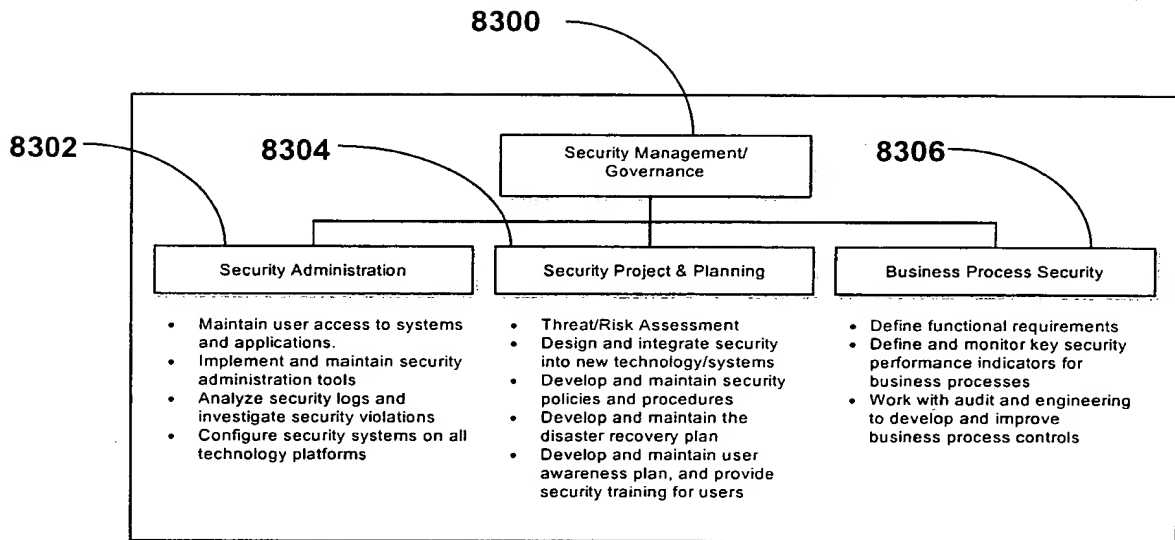 8300
8302
8304
8306
Security Management/
Governance
Security Administration
Security Project & Planning
Business Process Security
• Maintain user access to systems
and applications.
• Implement and maintain security
administration tools
• Analyze security logs and
investigate security violations
• Configure security systems on all
technology platforms
• Threat/Risk Assessment
• Design and integrate security
into new technology/systems
• Develop and maintain security
policies and procedures
• Develop and maintain the
disaster recovery plan
• Develop and maintain user
awareness plan, and provide
security training for users
• Define functional requirements
• Define and monitor key security
performance indicators for
business processes
• Work with audit and engineering
to develop and improve
business process controls